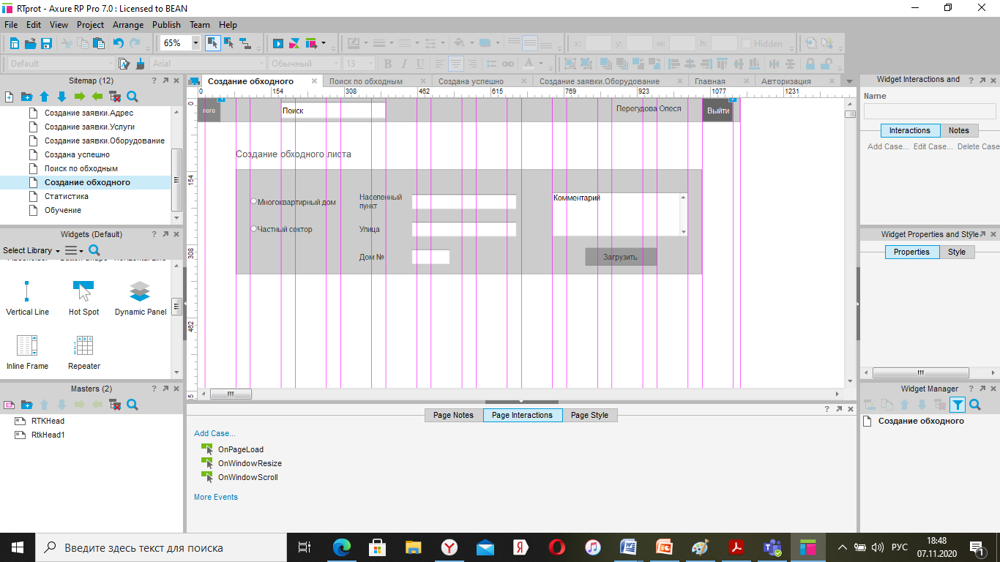 RTprot - Axure RP Pro 7.0 : Licensed to BEAN
File Edit View Project Arrange Publish Team Help
65% x: y: w: h: Hidden
Default Arial Обычный 13 B I U A
Sitemap (12)
Создание заявки.Адрес
Создание заявки.Услуги
Создание заявки.Оборудование
Создана успешно
Поиск по обходным
Создание обходного
Статистика
Обучение
Widgets (Default)
Select Library
Vertical Line Hot Spot Dynamic Panel
Inline Frame Repeater
Masters (2)
RTKHead
RtkHead1
Создание обходного Поиск по обходным Создана успешно Создание заявки.Оборудование Главная Авторизация
0 154 308 462 615 769 923 1077 1231
0
154
308
462
лого Поиск Перегудова Олеся Выйти
Создание обходного листа
Многоквартирный дом
Частный сектор
Населенный
пункт
Улица
Дом №
Комментарий
Загрузить
Page Notes Page Interactions Page Style
Add Case...
OnPageLoad
OnWindowResize
OnWindowScroll
More Events
Widget Interactions and
Name
Interactions Notes
Add Case... Edit Case... Delete Case
Widget Properties and Style
Properties Style
Widget Manager
Создание обходного
Введите здесь текст для поиска
РУС
18:48
07.11.2020
1